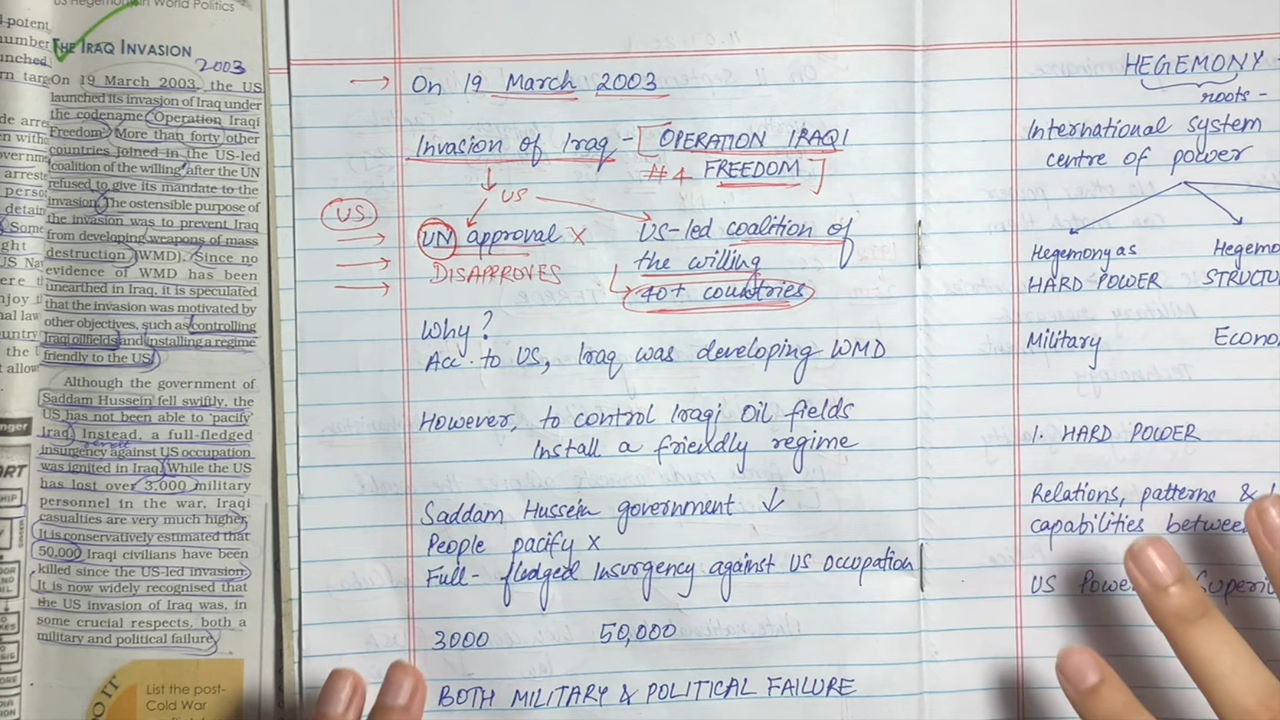 US Hegemony in World Politics
THE IRAQ INVASION
2003
On 19 March 2003, the US
launched its invasion of Iraq under
the codename 'Operation Iraqi
Freedom'. More than forty other
countries joined in the US-led
coalition of the willing' after the UN
refused to give its mandate to the
invasion. The ostensible purpose of
the invasion was to prevent Iraq
from developing weapons of mass
destruction (WMD). Since no
evidence of WMD has been
unearthed in Iraq, it is speculated
that the invasion was motivated by
other objectives, such as controlling
Iraqi oilfields and installing a regime
friendly to the US.
Although the government of
Saddam Hussein fell swiftly, the
US has not been able to 'pacify'
Iraq. Instead, a full-fledged
insurgency against US occupation
was ignited in Iraq. While the US
has lost over 3,000 military
personnel in the war, Iraqi
casualties are very much higher.
It is conservatively estimated that
50,000 Iraqi civilians have been
killed since the US-led invasion.
It is now widely recognised that
the US invasion of Iraq was, in
some crucial respects, both a
military and political failure.
List the post-
Cold War
→ On 19 March 2003
Invasion of Iraq - [OPERATION IRAQI
FREEDOM]
US
US.
UN approval X
DISAPPROVES
US-led coalition of
the willing
40+ countries
Why?
Acc. to US, Iraq was developing WMD
However, to control Iraqi Oil fields
Install a friendly regime
Saddam Hussein government ↓
People pacify x
Full-fludged Insurgency against US occupation
3000 50,000
BOTH MILITARY & POLITICAL FAILURE
HEGEMONY
roots -
International system
centre of power
Hegemony as
HARD POWER
Military
Hegemo
STRUCTU
Econo
1. HARD POWER
Relations, patterns &
capabilities between
US Powe Superio